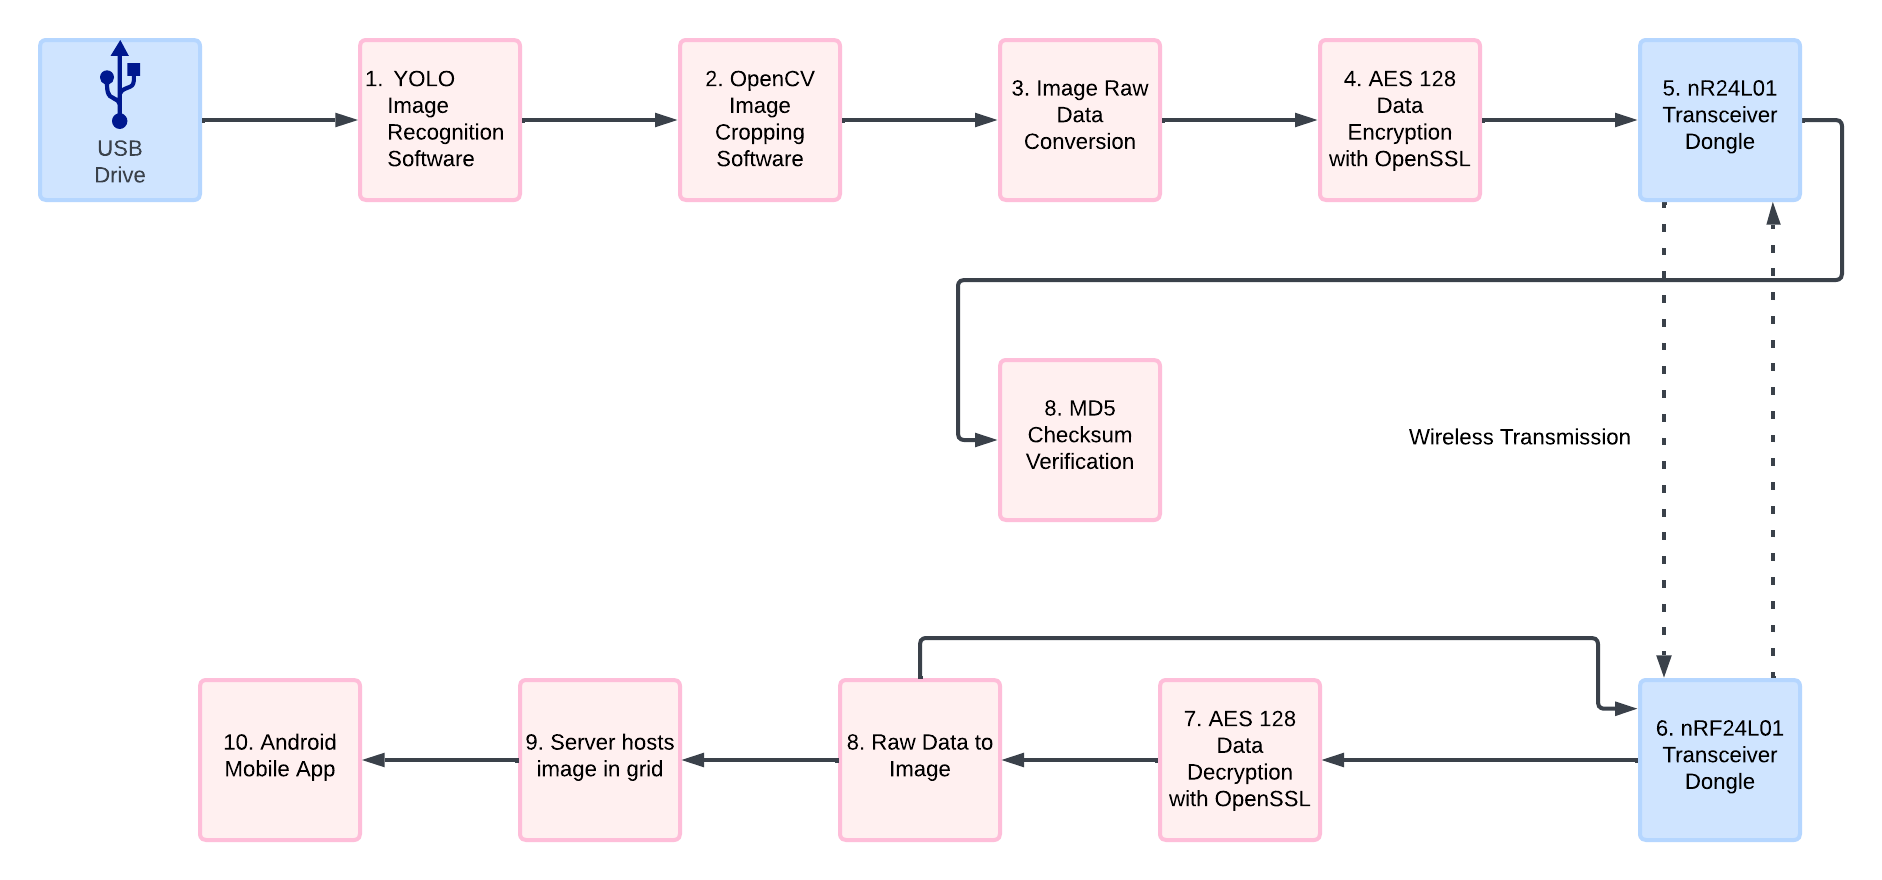 USB
Drive
1. YOLO
Image
Recognition
Software
2. OpenCV
Image
Cropping
Software
3. Image Raw
Data
Conversion
4. AES 128
Data
Encryption
with OpenSSL
5. nR24L01
Transceiver
Dongle
8. MD5
Checksum
Verification
Wireless Transmission
10. Android
Mobile App
9. Server hosts
image in grid
8. Raw Data to
Image
7. AES 128
Data
Decryption
with OpenSSL
6. nRF24L01
Transceiver
Dongle